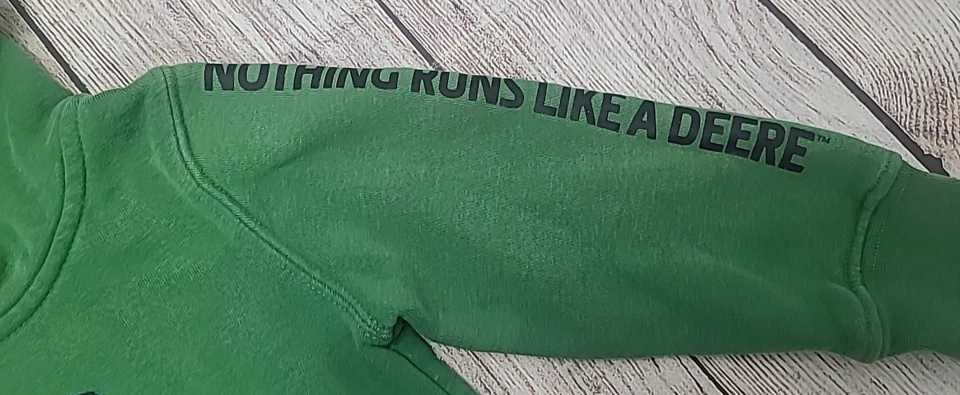 NOTHING RUNS LIKE A DEERE™